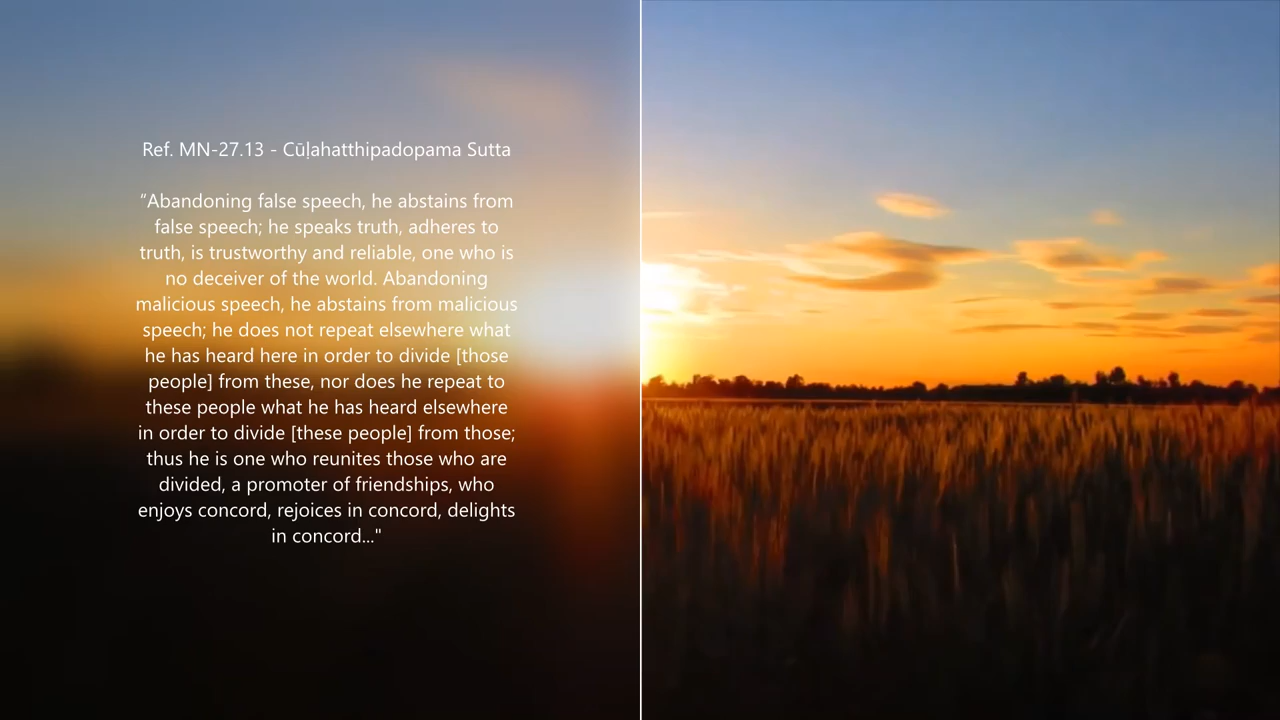 Ref. MN-27.13 - Cūḷahatthipadopama Sutta
“Abandoning false speech, he abstains from
false speech; he speaks truth, adheres to
truth, is trustworthy and reliable, one who is
no deceiver of the world. Abandoning
malicious speech, he abstains from malicious
speech; he does not repeat elsewhere what
he has heard here in order to divide [those
people] from these, nor does he repeat to
these people what he has heard elsewhere
in order to divide [these people] from those;
thus he is one who reunites those who are
divided, a promoter of friendships, who
enjoys concord, rejoices in concord, delights
in concord..."